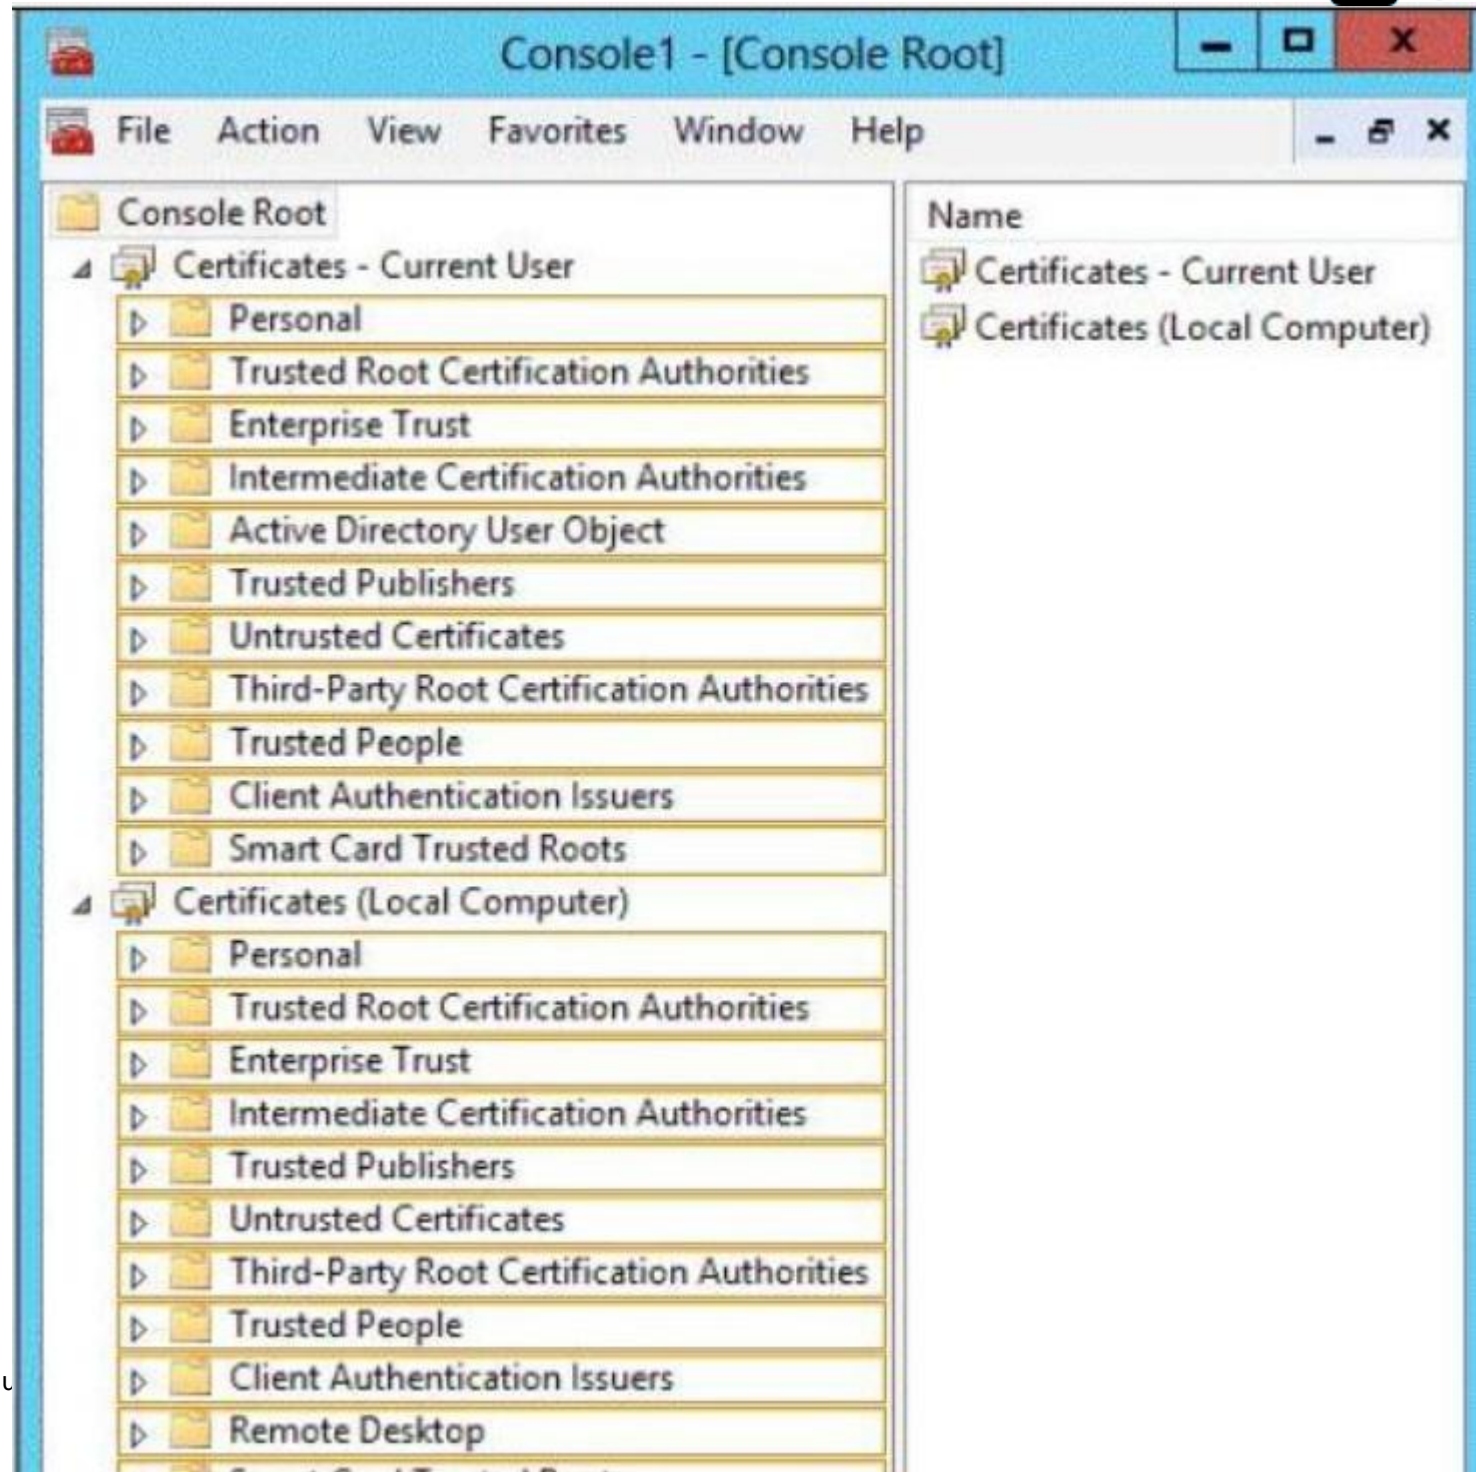 Console1 - [Console Root]
File Action View Favorites Window Help
Console Root
Certificates - Current User
Personal
Trusted Root Certification Authorities
Enterprise Trust
Intermediate Certification Authorities
Active Directory User Object
Trusted Publishers
Untrusted Certificates
Third-Party Root Certification Authorities
Trusted People
Client Authentication Issuers
Smart Card Trusted Roots
Certificates (Local Computer)
Personal
Trusted Root Certification Authorities
Enterprise Trust
Intermediate Certification Authorities
Trusted Publishers
Untrusted Certificates
Third-Party Root Certification Authorities
Trusted People
Client Authentication Issuers
Remote Desktop
Name
Certificates - Current User
Certificates (Local Computer)